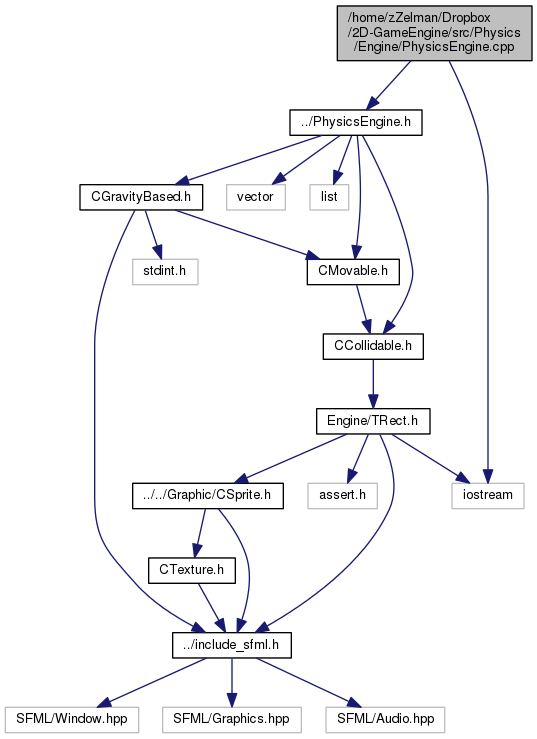 /home/zZelman/Dropbox
/2D-GameEngine/src/Physics
/Engine/PhysicsEngine.cpp
../PhysicsEngine.h
CGravityBased.h
vector
list
stdint.h
CMovable.h
CCollidable.h
Engine/TRect.h
../../Graphic/CSprite.h
assert.h
iostream
CTexture.h
../include_sfml.h
SFML/Window.hpp
SFML/Graphics.hpp
SFML/Audio.hpp